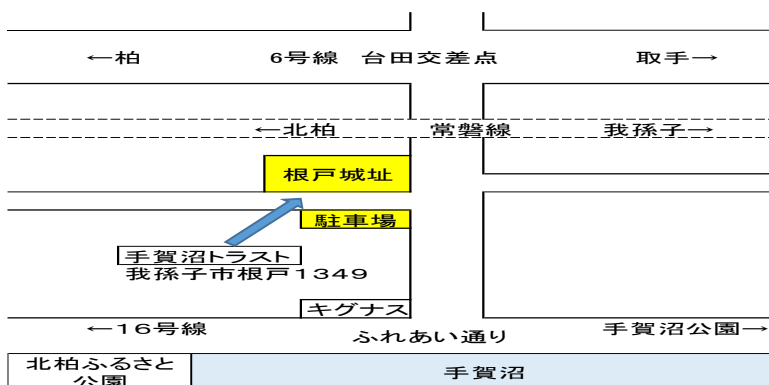 ←柏 6号線 台田交差点 取手→
←北柏 常磐線 我孫子→
根戸城址
駐車場
手賀沼トラスト
我孫子市根戸1349
キグナス
←16号線 ふれあい通り 手賀沼公園→
北柏ふるさと
公園
手賀沼